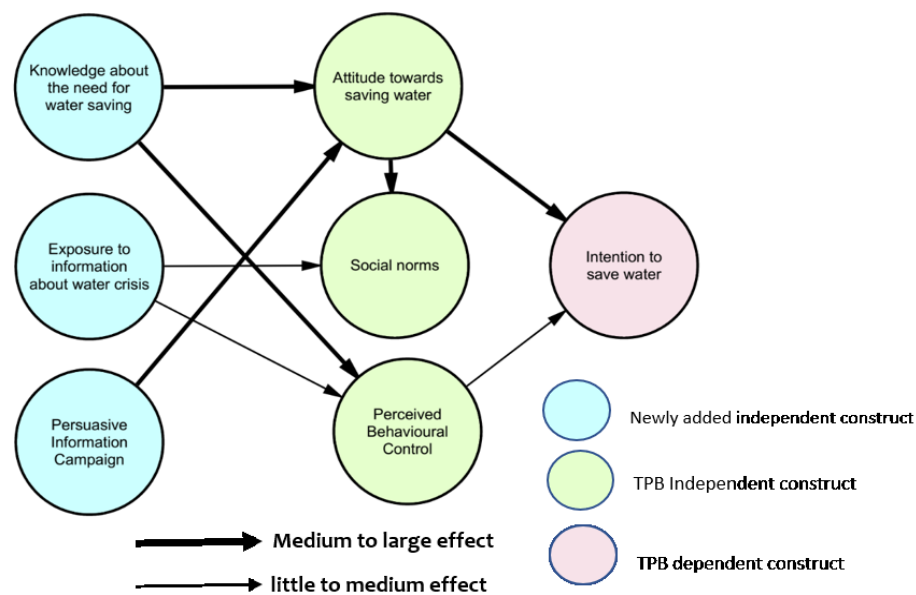 Knowledge about
the need for
water saving
Attitude towards
saving water
Exposure to
information
about water crisis
Social norms
Intention to
save water
Persuasive
Information
Campaign
Perceived
Behavioural
Control
Newly added independent construct
TPB Independent construct
TPB dependent construct
Medium to large effect
little to medium effect